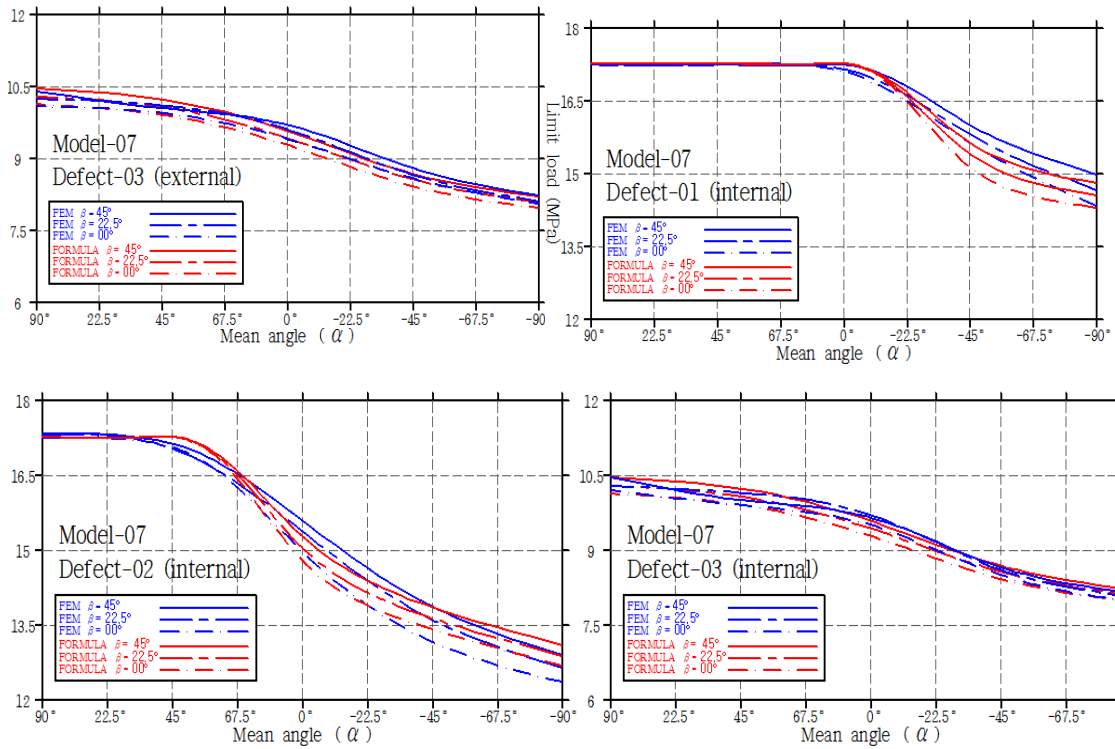 12
10.5
9
7.5
6
Model-07
Defect-03 (external)
FEM β=45°
FEM β=22.5°
FEM β=00°
FORMULA β= 45°
FORMULA β=22.5°
FORMULA β=00°
90° 22.5° 45° 67.5° 0° -22.5° -45° -67.5° -90
Mean angle (α)
Limit load (MPa)
18
16.5
15
13.5
12
Model-07
Defect-01 (internal)
FEM β=45°
FEM β=22.5°
FEM β=00°
FORMULA β= 45°
FORMULA β=22.5°
FORMULA β=00°
90° 22.5° 45° 67.5° 0° -22.5° -45° -67.5° -90°
Mean angle (α)
18
16.5
15
13.5
12
Model-07
Defect-02 (internal)
FEM β=45°
FEM β=22.5°
FEM β=00°
FORMULA β= 45°
FORMULA β=22.5°
FORMULA β=00°
90° 22.5° 45° 67.5° 0° -22.5° -45° -67.5° -90°
Mean angle (α)
12
10.5
9
7.5
6
Model-07
Defect-03 (internal)
FEM β=45°
FEM β=22.5°
FEM β=00°
FORMULA β= 45°
FORMULA β=22.5°
FORMULA β=00°
90° 22.5° 45° 67.5° 0° -22.5° -45° -67.5°
Mean angle (α)